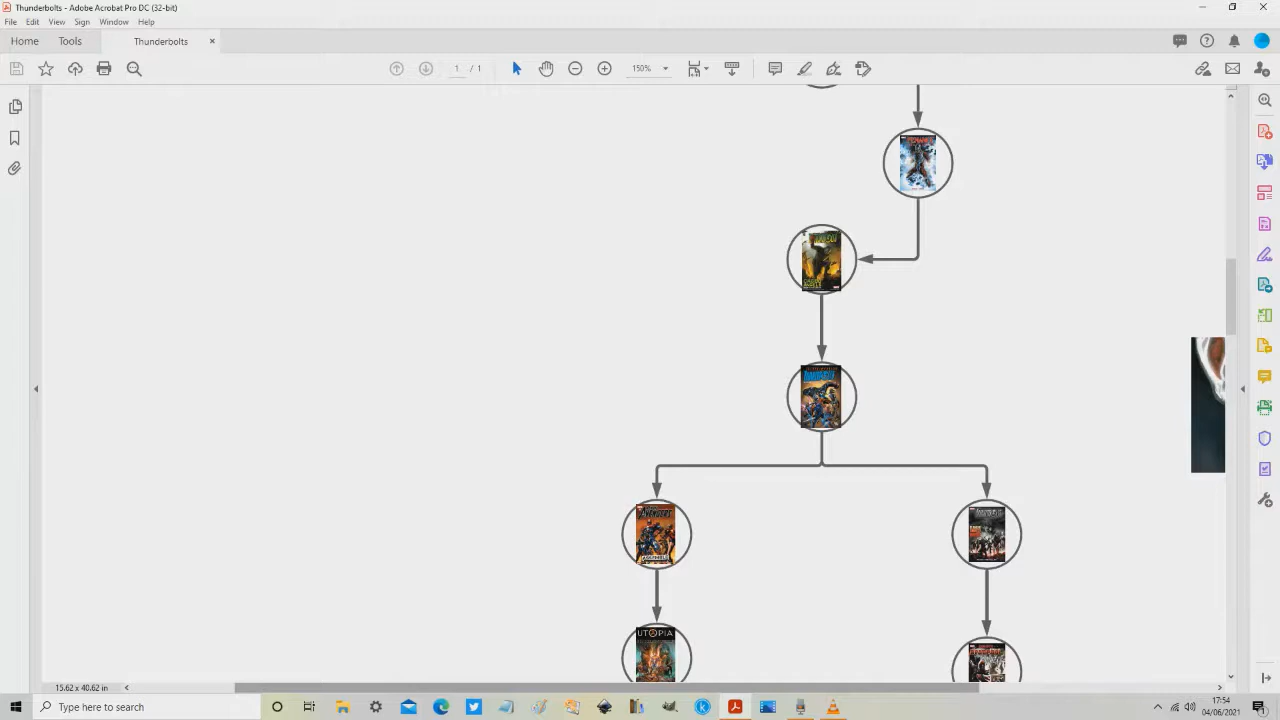 Thunderbolts - Adobe Acrobat Pro DC (32-bit)
File Edit View Sign Window Help
Home Tools Thunderbolts
1 / 1 150%
UTOPIA
AVENGERS
15.62 x 40.62 in
Type here to search
17:54
04/06/2021